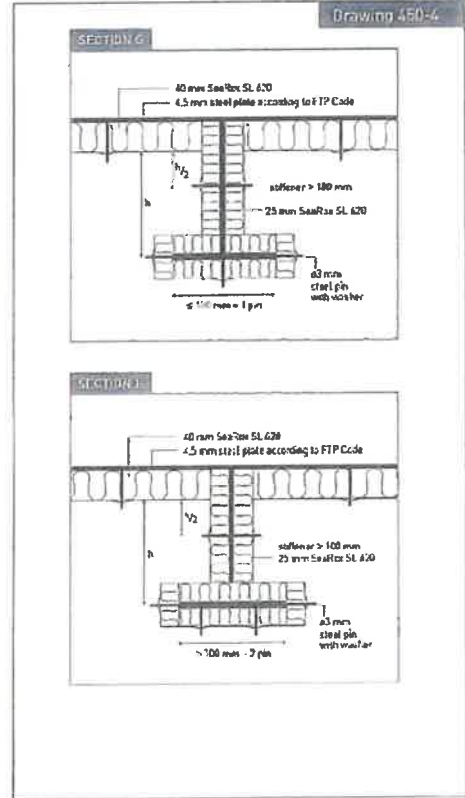 Drawing 450-4
SECTION G
40 mm SeaRox SL 620
4,5 mm steel plate according to FTP Code
h/2
h
stiffener > 100 mm
25 mm SeaRox SL 620
ø3 mm
steel pin
with washer
≤ 100 mm = 1 pin
40 mm SeaRox SL 620
4,5 mm steel plate according to FTP Code
h/2
h
stiffener > 100 mm
25 mm SeaRox SL 620
ø3 mm
steel pin
with washer
> 100 mm - 2 pin